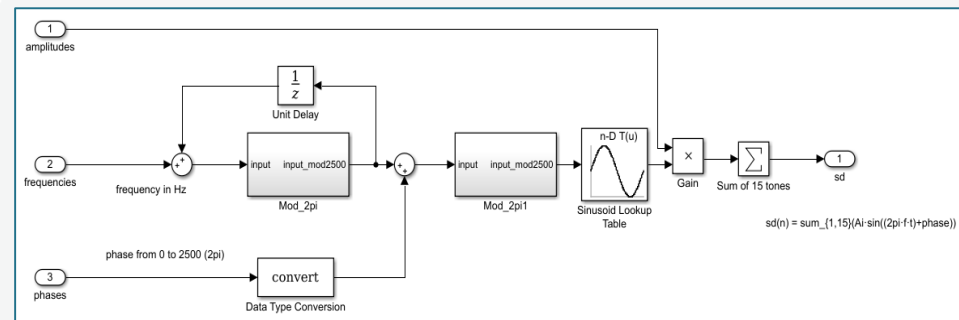 1
amplitudes
1
z
Unit Delay
2
frequencies
+
+
frequency in Hz
input input_mod2500
Mod_2pi
+
+
input input_mod2500
Mod_2pi1
n-D T(u)
Sinusoid Lookup
Table
×
Gain
∑
Sum of 15 tones
1
sd
sd(n) = sum_{1,15}(Ai·sin((2pi·f·t)+phase))
phase from 0 to 2500 (2pi)
3
phases
convert
Data Type Conversion